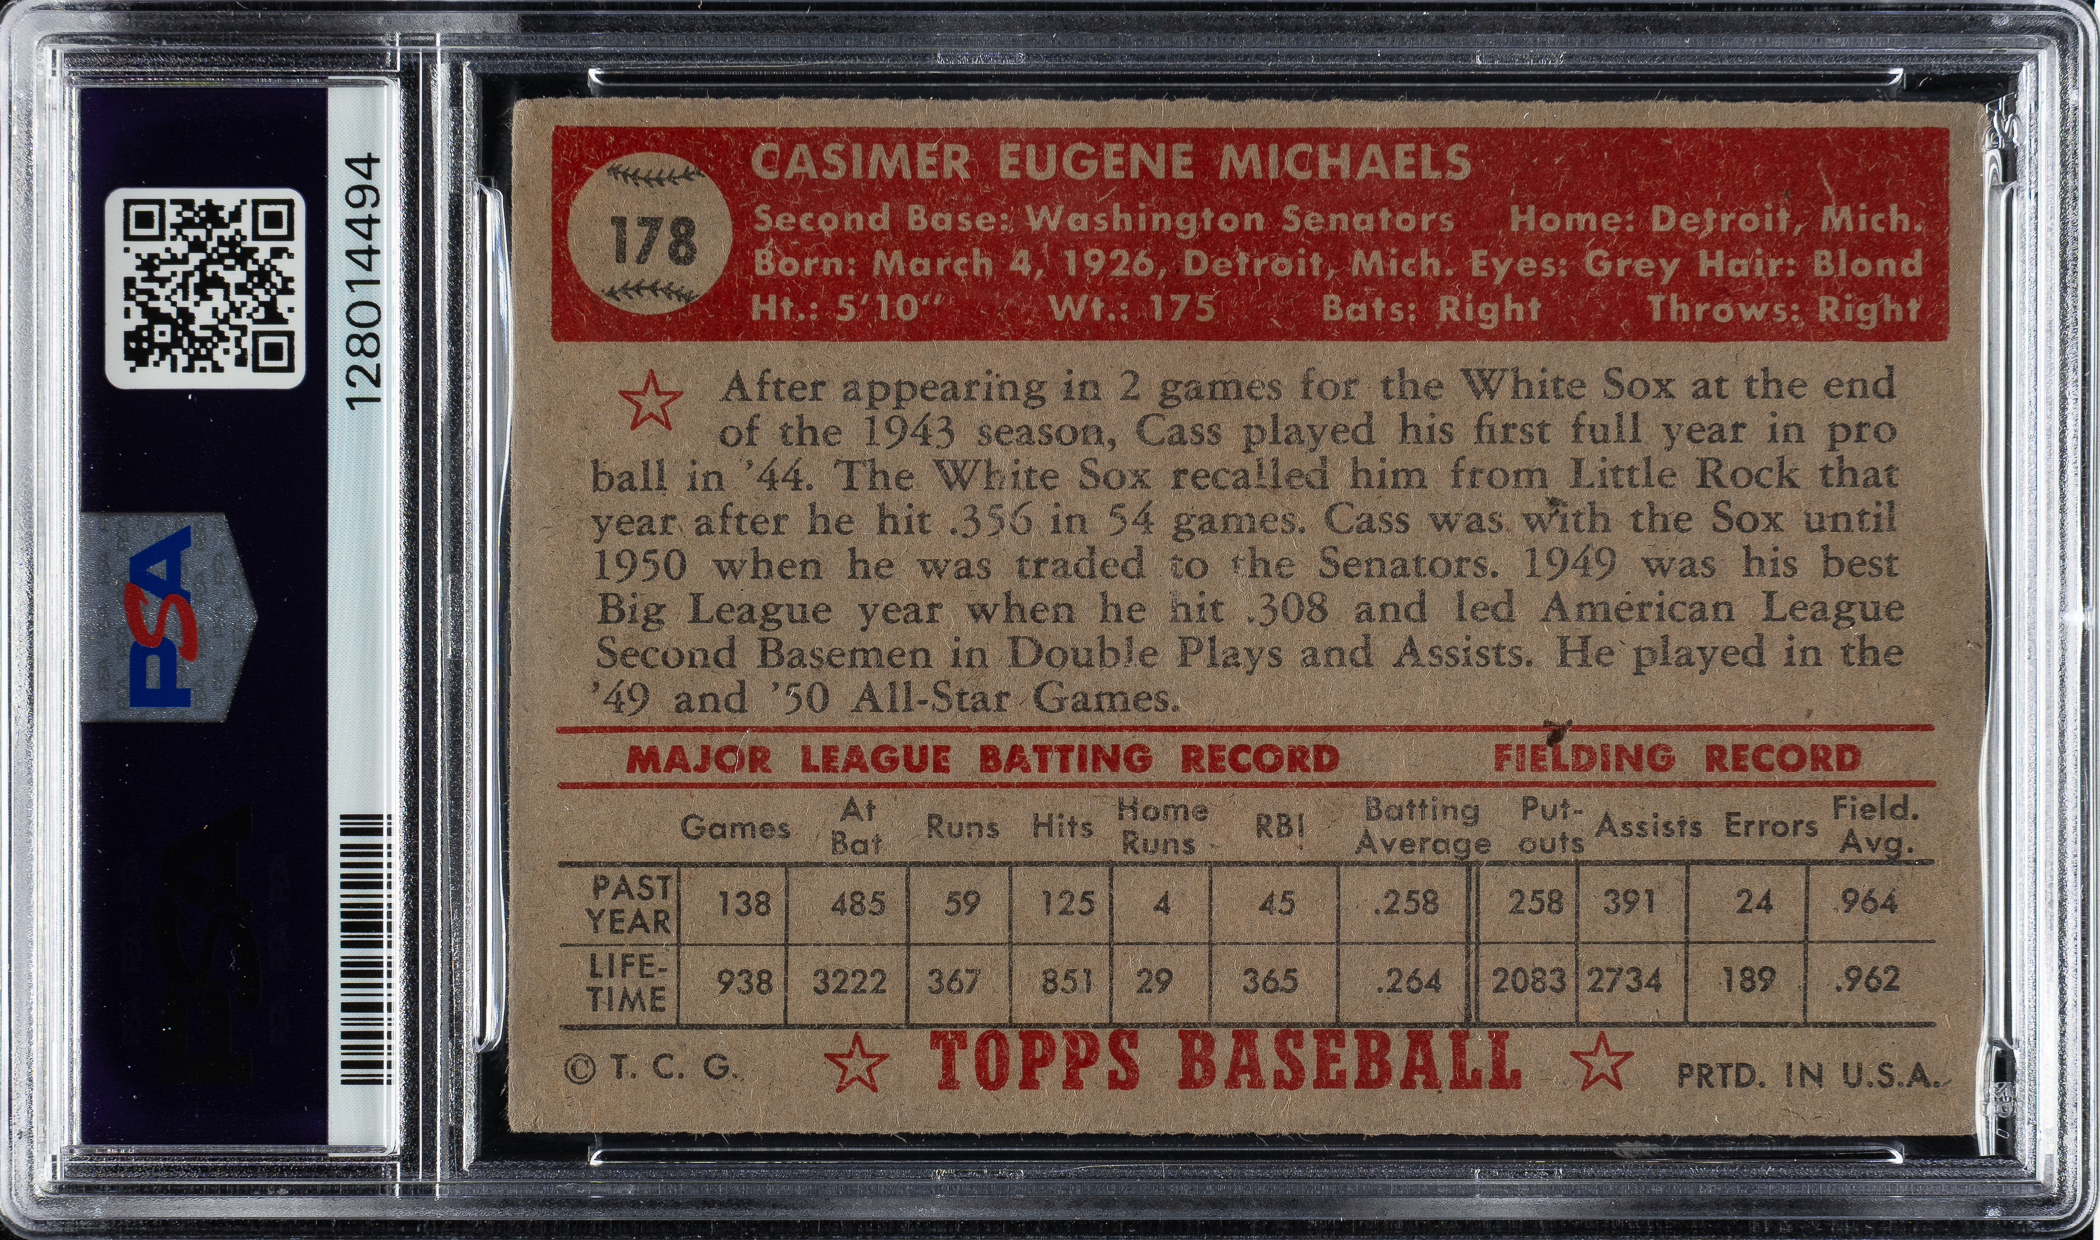 CASIMER EUGENE MICHAELS
178
Second Base: Washington Senators Home: Detroit, Mich.
Born: March 4, 1926, Detroit, Mich. Eyes: Grey Hair: Blond
Ht.: 5'10" Wt.: 175 Bats: Right Throws: Right
After appearing in 2 games for the White Sox at the end
of the 1943 season, Cass played his first full year in pro
ball in '44. The White Sox recalled him from Little Rock that
year after he hit .356 in 54 games. Cass was with the Sox until
1950 when he was traded to the Senators. 1949 was his best
Big League year when he hit .308 and led American League
Second Basemen in Double Plays and Assists. He played in the
'49 and '50 All-Star Games.
MAJOR LEAGUE BATTING RECORD FIELDING RECORD
Games At Bat Runs Hits Home Runs RBI Batting Average Put-outs Assists Errors Field. Avg.
PAST YEAR 138 485 59 125 4 45 .258 258 391 24 .964
LIFE-TIME 938 3222 367 851 29 365 .264 2083 2734 189 .962
© T. C. G. TOPPS BASEBALL PRTD. IN U.S.A.
128014494
PSA
PSA